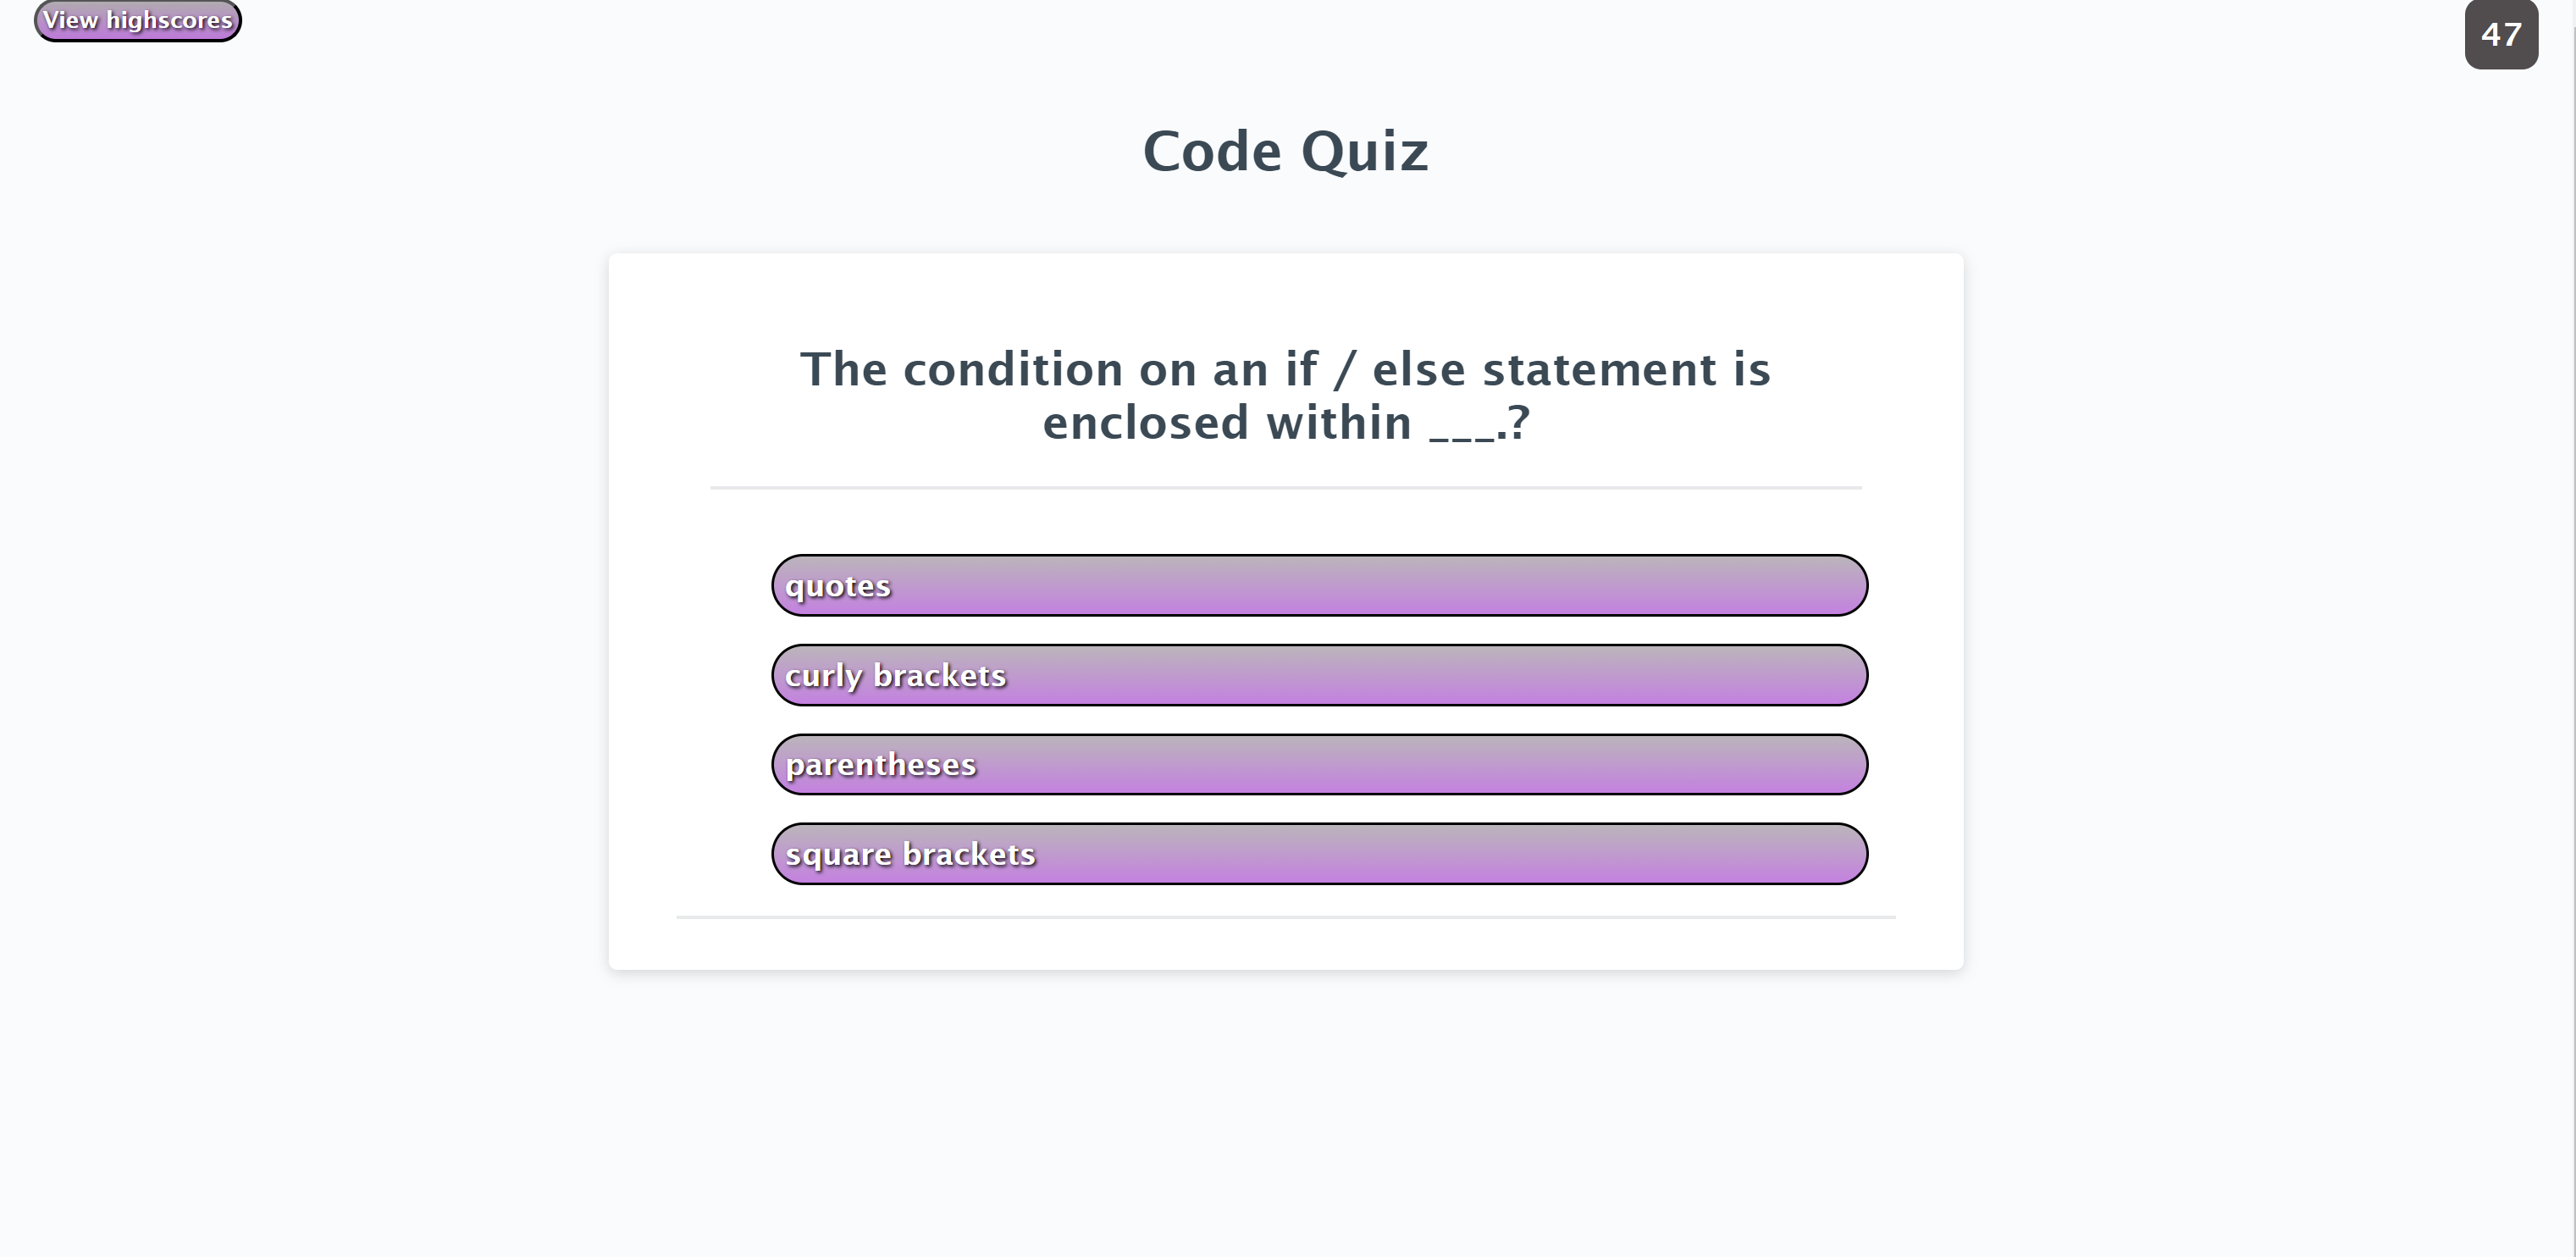 View highscores
47
Code Quiz
The condition on an if / else statement is
enclosed within ___.?
quotes
curly brackets
parentheses
square brackets